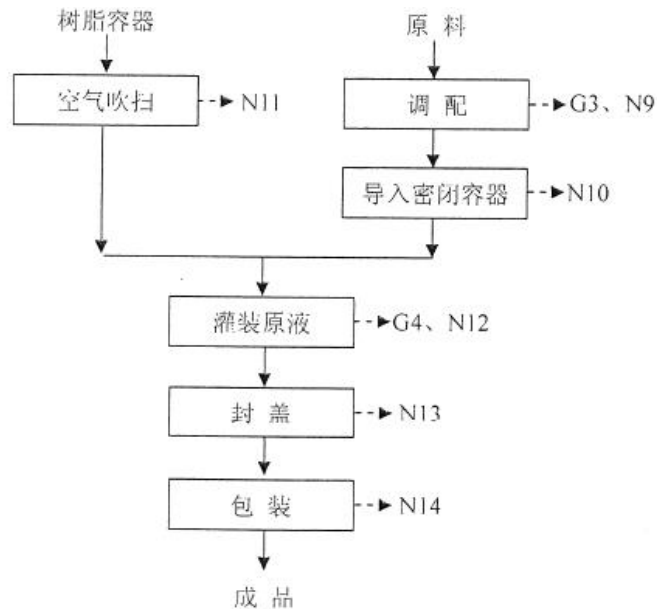 树脂容器
原 料
空气吹扫
N11
调 配
G3、N9
导入密闭容器
N10
灌装原液
G4、N12
封 盖
N13
包 装
N14
成 品